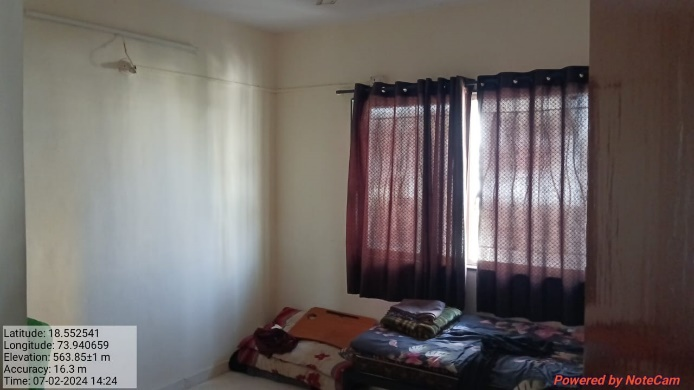 Latitude: 18.552541
Longitude: 73.940659
Elevation: 563.85±1 m
Accuracy: 16.3 m
Time: 07-02-2024 14:24
Powered by NoteCam